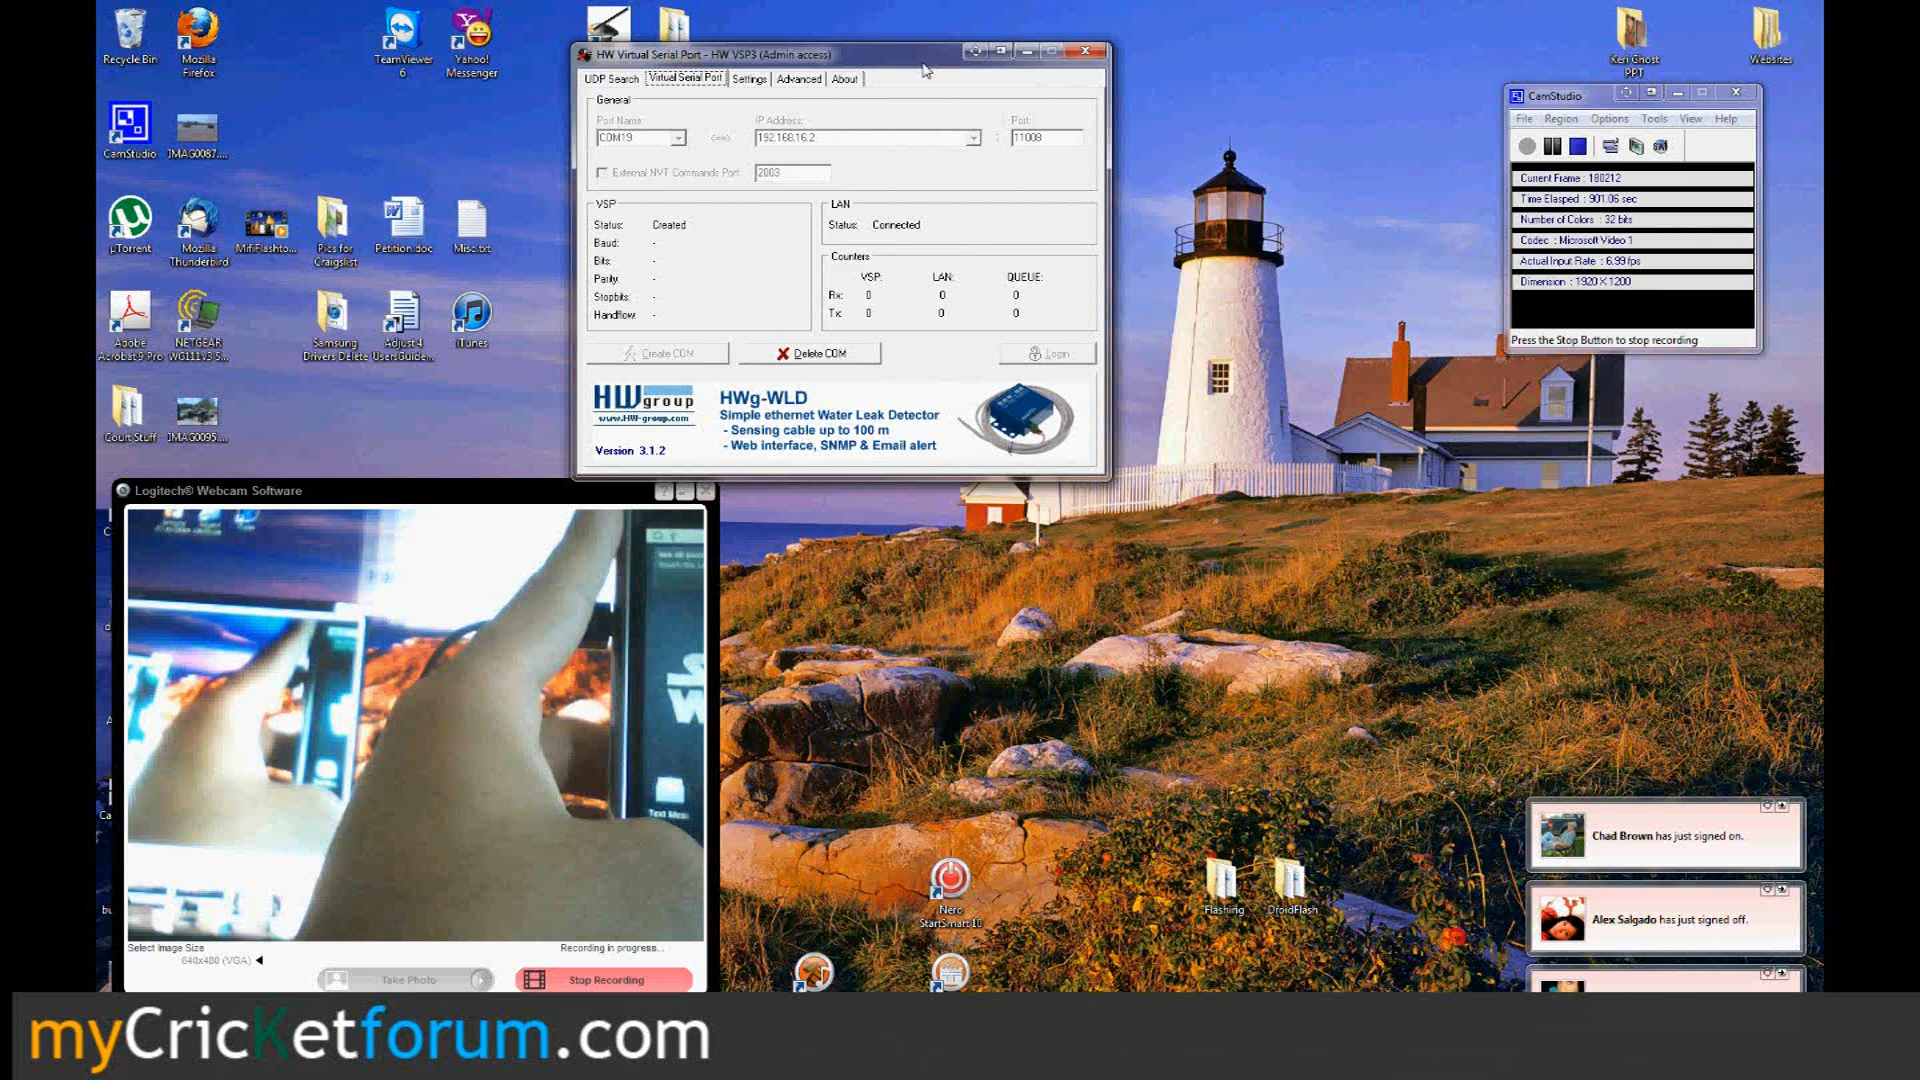 Recycle Bin
Mozilla
Firefox
TeamViewer
6
Yahoo!
Messenger
Keri Ghost
PPT
Websites
CamStudio
IMAG0087....
µTorrent
Mozilla
Thunderbird
MifiFlashto...
Pics for
Craigslist
Petition.doc
Misc.txt
Adobe
Acrobat 9 Pro
NETGEAR
WG111v3 S...
Samsung
Drivers Delete
Adjust 4
UsersGuide...
iTunes
Court Stuff
IMAG0095....
HW Virtual Serial Port - HW VSP3 (Admin access)
UDP Search
Virtual Serial Port
Settings
Advanced
About
General
Port Name:
IP Address:
Port:
COM19
<==>
192.168.16.2
:
11008
External NVT Commands Port
2003
VSP
Status: Created
Baud: -
Bits: -
Parity: -
Stopbits: -
Handflow: -
LAN
Status: Connected
Counters
VSP: LAN: QUEUE:
Rx: 0 0 0
Tx: 0 0 0
Create COM
Delete COM
Login
HWgroup
www.HW-group.com
Version 3.1.2
HWg-WLD
Simple ethernet Water Leak Detector
- Sensing cable up to 100 m
- Web interface, SNMP & Email alert
CamStudio
File Region Options Tools View Help
Current Frame : 180212
Time Elasped : 901.06 sec
Number of Colors : 32 bits
Codec : Microsoft Video 1
Actual Input Rate : 6.99 fps
Dimension : 1920 X 1200
Press the Stop Button to stop recording
Logitech® Webcam Software
Text Mes
Select Image Size
640x480 (VGA)
Recording in progress...
Take Photo
Stop Recording
Nero
StartSmart 10
Flashing
DroidFlash
Chad Brown has just signed on.
Alex Salgado has just signed off.
myCricKetforum.com